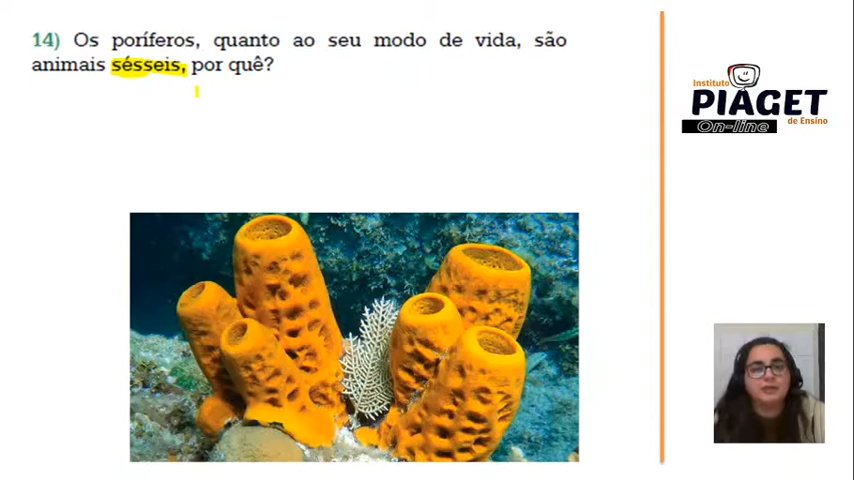 14) Os poríferos, quanto ao seu modo de vida, são
animais sésseis, por quê?
Instituto
PIAGET
de Ensino
On-line